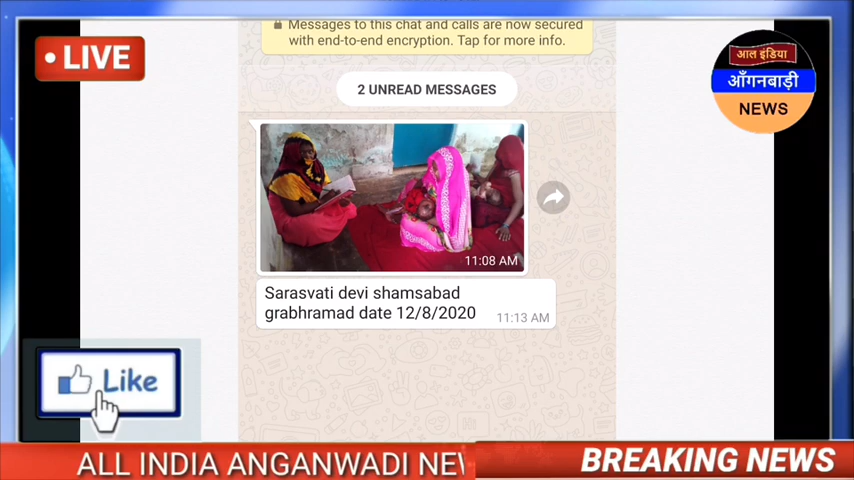 Messages to this chat and calls are now secured
with end-to-end encryption. Tap for more info.
LIVE
आल इंडिया
आँगनबाड़ी
NEWS
2 UNREAD MESSAGES
11:08 AM
Sarasvati devi shamsabad
grabhramad date 12/8/2020
11:13 AM
Like
ALL INDIA ANGANWADI NEW
BREAKING NEWS